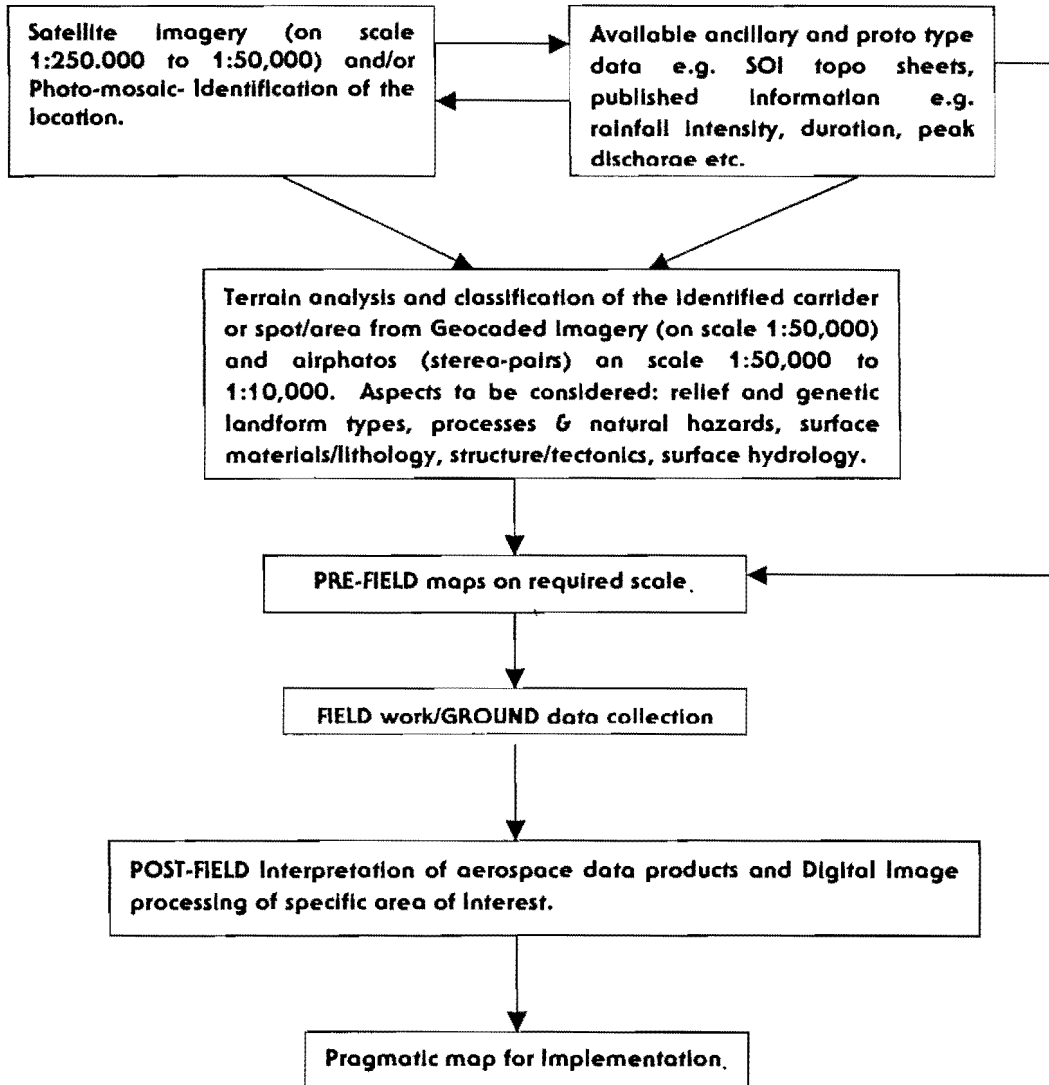 Satellite Imagery (on scale
1:250.000 to 1:50,000) and/or
Photo-mosaic- Identification of the
location.
Available ancillary and proto type
data e.g. SOI topo sheets,
published Information e.g.
rainfall Intensity, duration, peak
discharae etc.
Terrain analysis and classification of the Identified carrider
or spot/area from Geocaded Imagery (on scale 1:50,000)
and airphatos (sterea-pairs) an scale 1:50,000 to
1:10,000. Aspects to be considered: relief and genetic
landform types, processes & natural hazards, surface
materials/lithology, structure/tectonics, surface hydrology.
PRE-FIELD maps on required scale.
FIELD work/GROUND data collection
POST-FIELD Interpretation of aerospace data products and Digital Image
processing of specific area of Interest.
Pragmatic map for Implementation.